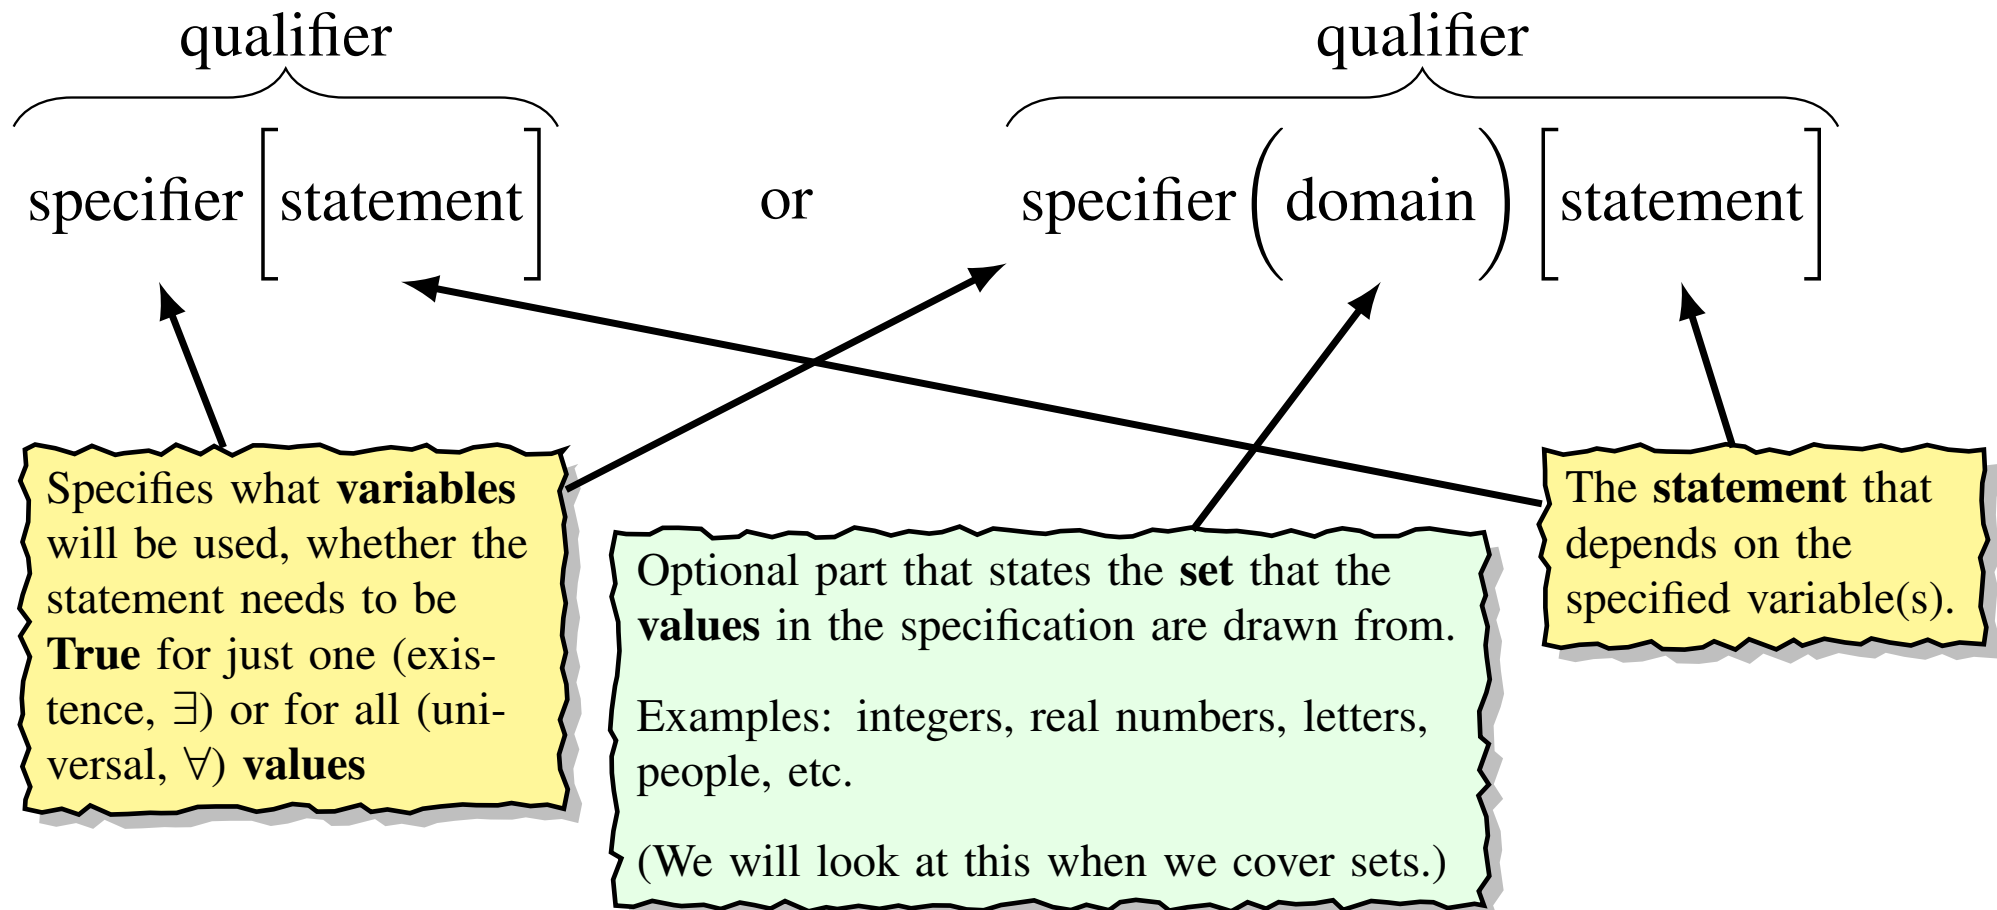 qualifier
qualifier
specifier [statement] or specifier (domain) [statement]
Specifies what variables
will be used, whether the
statement needs to be
True for just one (exis-
tence, ∃) or for all (uni-
versal, ∀) values
Optional part that states the set that the
values in the specification are drawn from.
Examples: integers, real numbers, letters,
people, etc.
(We will look at this when we cover sets.)
The statement that
depends on the
specified variable(s).